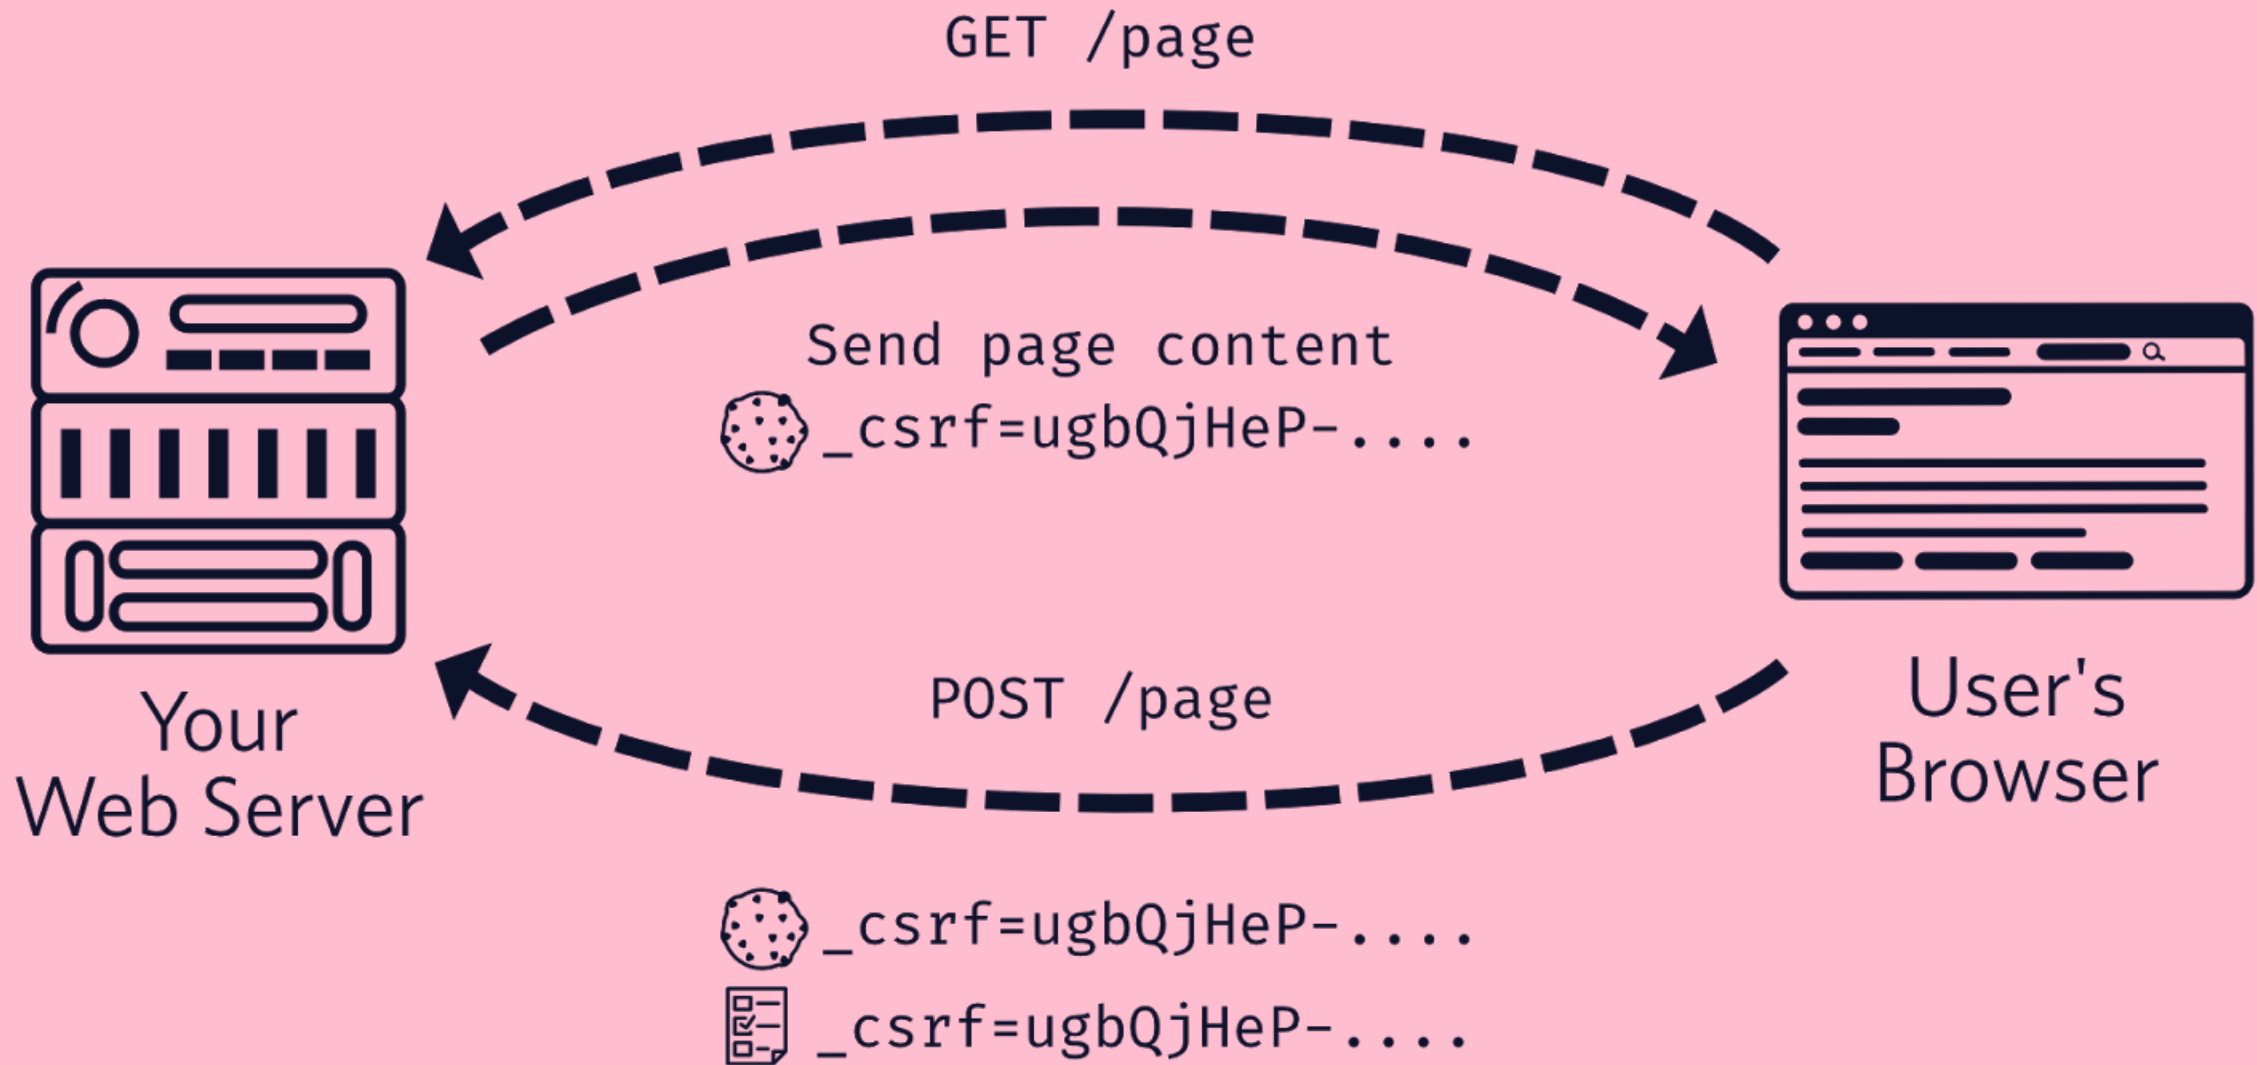 GET /page
Send page content
_csrf=ugbQjHeP-....
Your
Web Server
POST /page
User's
Browser
_csrf=ugbQjHeP-....
_csrf=ugbQjHeP-....